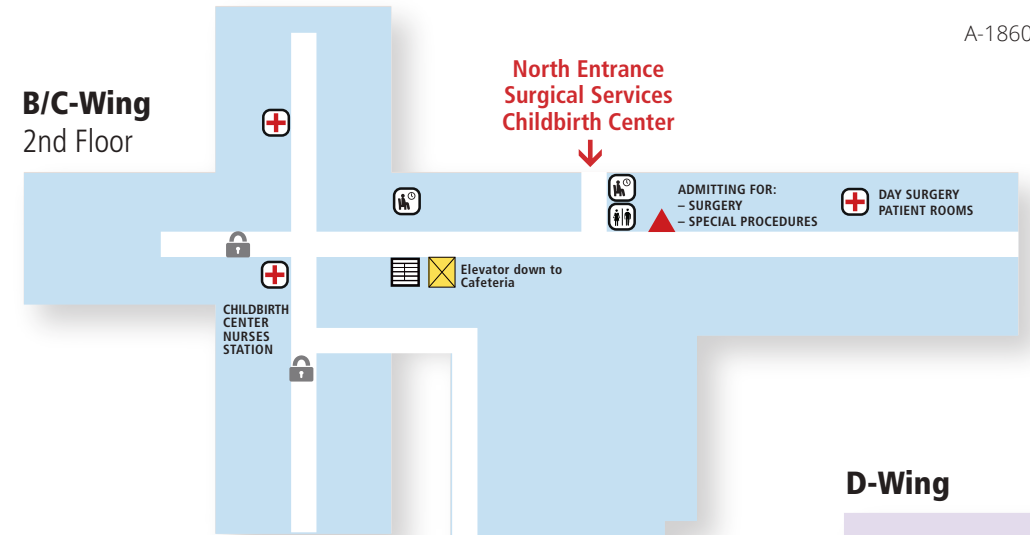 A-1860
B/C-Wing
2nd Floor
North Entrance
Surgical Services
Childbirth Center
ADMITTING FOR:
– SURGERY
– SPECIAL PROCEDURES
DAY SURGERY
PATIENT ROOMS
Elevator down to
Cafeteria
CHILDBIRTH
CENTER
NURSES
STATION
D-Wing